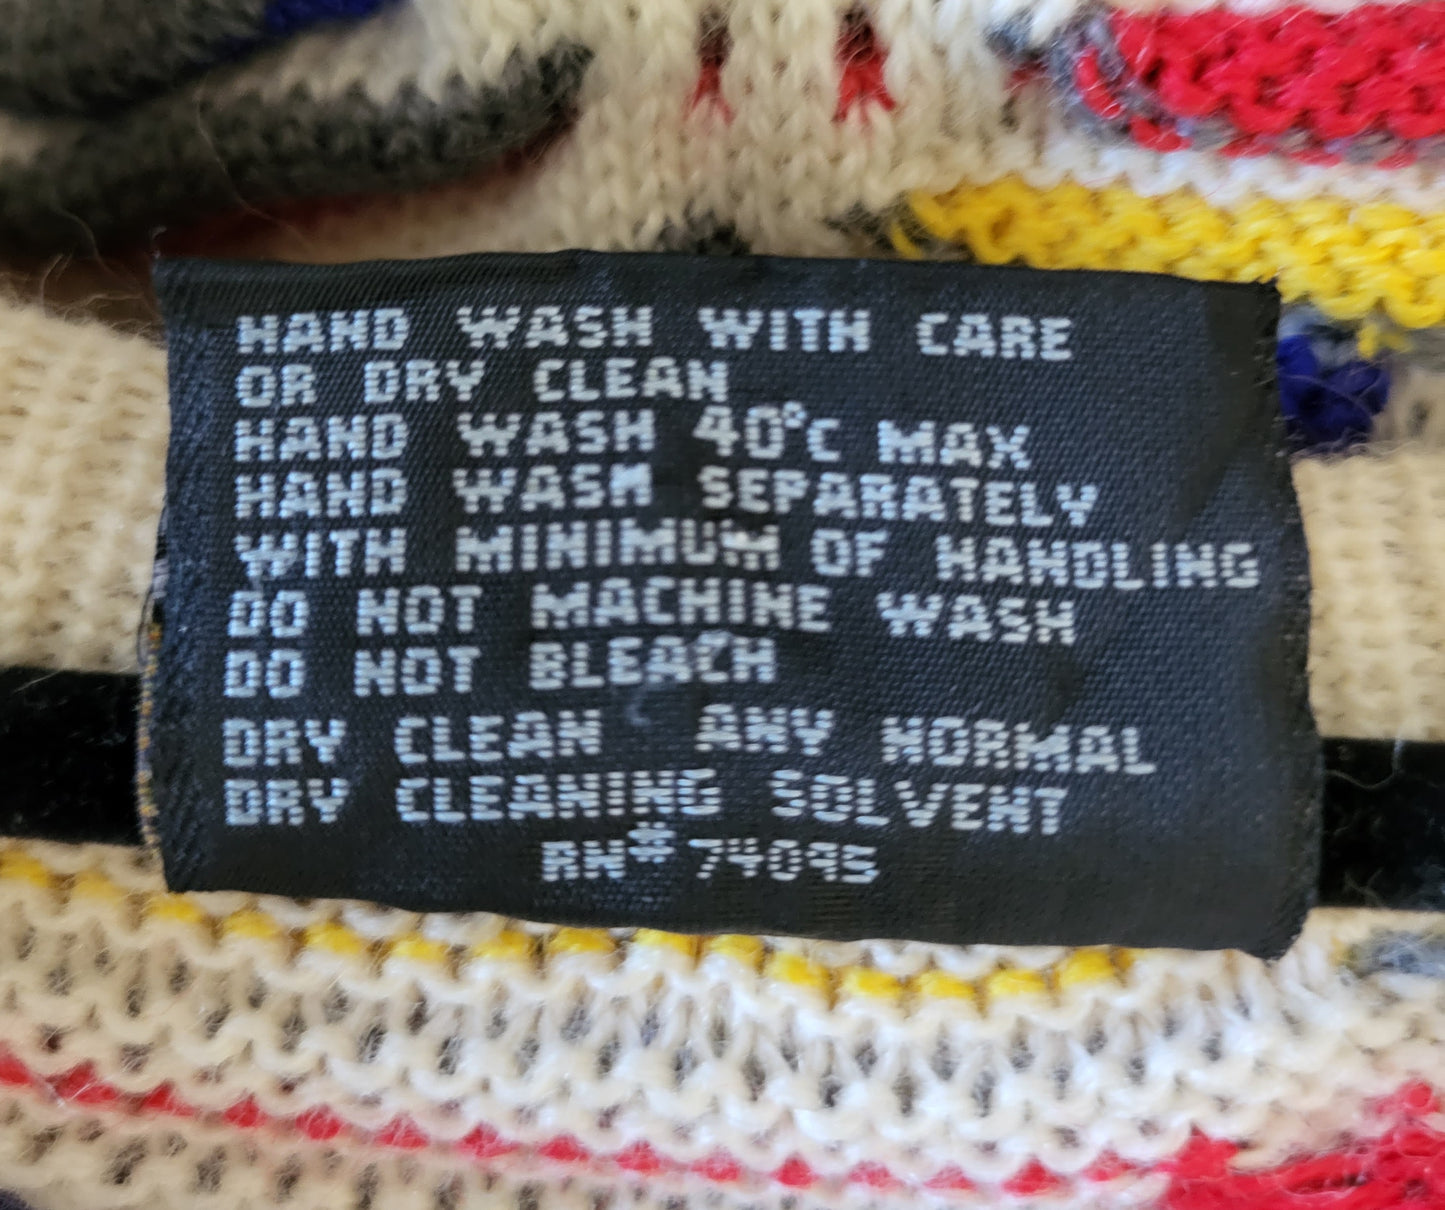 HAND WASH WITH CARE
OR DRY CLEAN
HAND WASH 40°C MAX
HAND WASH SEPARATELY
WITH MINIMUM OF HANDLING
DO NOT MACHINE WASH
DO NOT BLEACH
DRY CLEAN ANY NORMAL
DRY CLEANING SOLVENT
RN# 74095